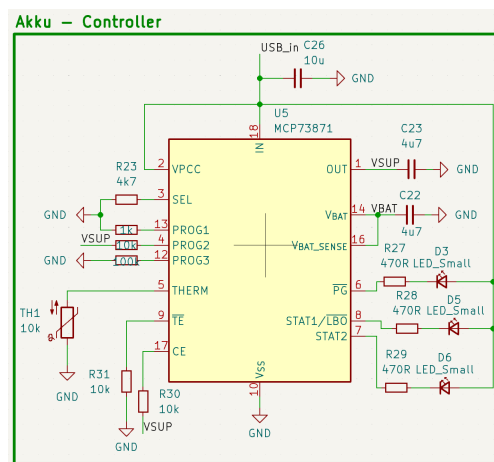 Akku – Controller
USB_in
C26
10u
GND
U5
MCP73871
18
IN
C23
4u7
R23
4k7
2
VPCC
OUT
1
VSUP
GND
3
SEL
C22
4u7
GND
1k
13
PROG1
14
VBAT
VBAT
GND
VSUP
10k
4
PROG2
VBAT_SENSE
16
R27
470R
D3
LED_Small
GND
100k
12
PROG3
5
THERM
PG
6
R28
470R
D5
LED_Small
TH1
10k
9
TE
STAT1/LBO
8
STAT2
7
17
CE
R29
470R
D6
LED_Small
R31
10k
R30
10k
VSS
10
GND
VSUP
GND
GND